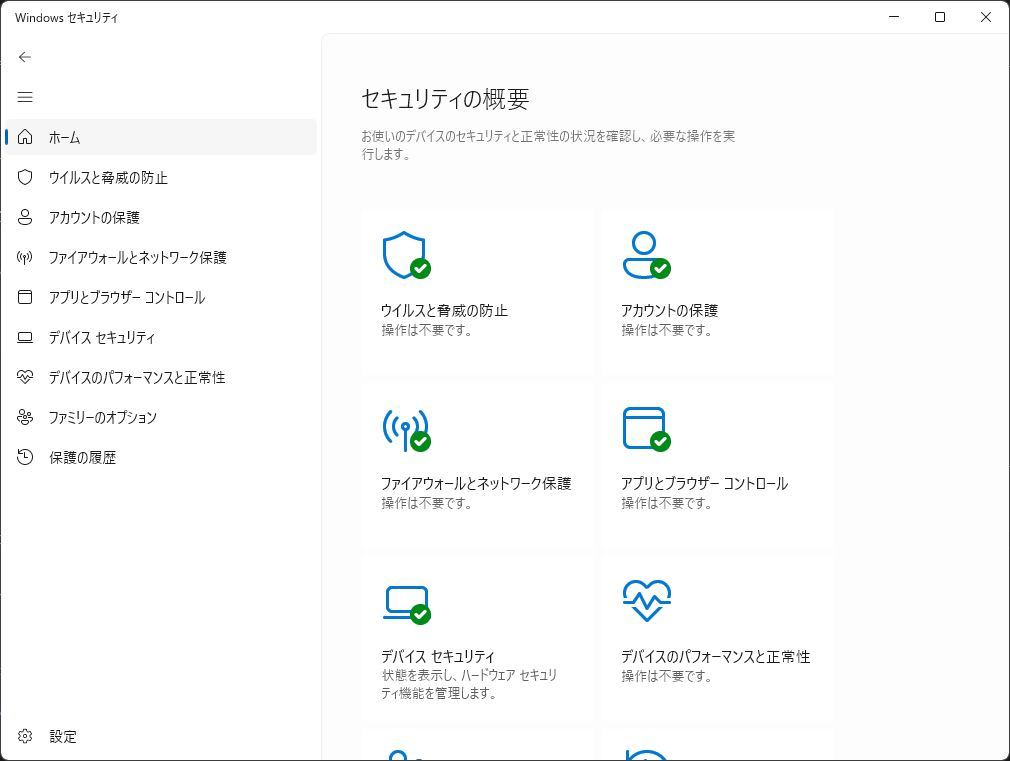 Windows セキュリティ
ホーム
ウイルスと脅威の防止
アカウントの保護
ファイアウォールとネットワーク保護
アプリとブラウザー コントロール
デバイス セキュリティ
デバイスのパフォーマンスと正常性
ファミリーのオプション
保護の履歴
設定
セキュリティの概要
お使いのデバイスのセキュリティと正常性の状況を確認し、必要な操作を実
行します。
ウイルスと脅威の防止
操作は不要です。
アカウントの保護
操作は不要です。
ファイアウォールとネットワーク保護
操作は不要です。
アプリとブラウザー コントロール
操作は不要です。
デバイス セキュリティ
状態を表示し、ハードウェア セキュリ
ティ機能を管理します。
デバイスのパフォーマンスと正常性
操作は不要です。